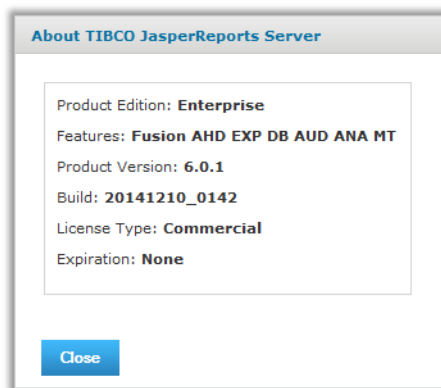 About TIBCO JasperReports Server
Product Edition: Enterprise
Features: Fusion AHD EXP DB AUD ANA MT
Product Version: 6.0.1
Build: 20141210_0142
License Type: Commercial
Expiration: None
Close